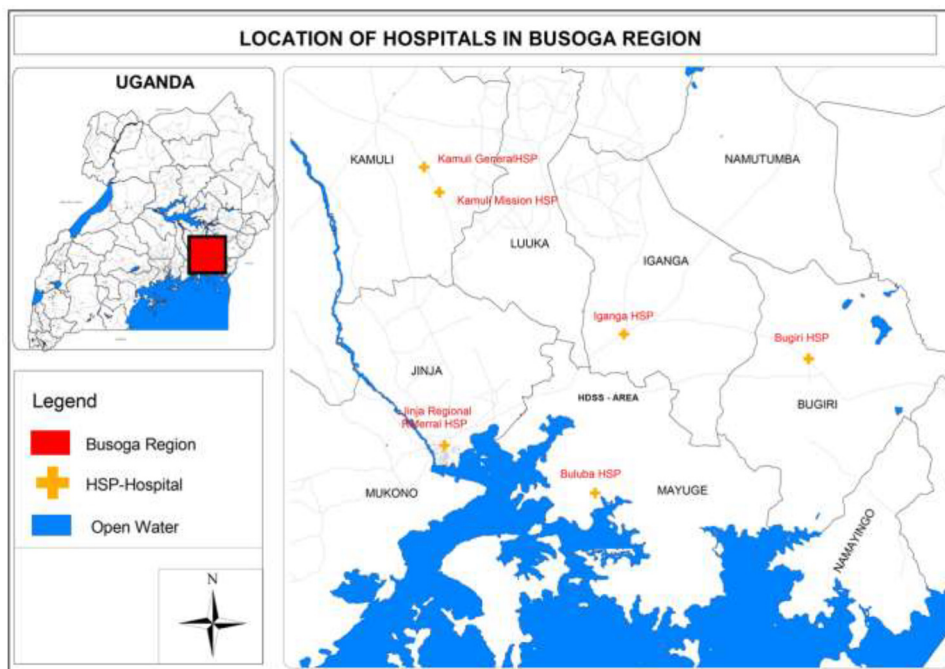 LOCATION OF HOSPITALS IN BUSOGA REGION
UGANDA
Legend
Busoga Region
HSP-Hospital
Open Water
N
KAMULI
Kamuli GeneralHSP
Kamuli Mission HSP
NAMUTUMBA
LUUKA
IGANGA
Iganga HSP
Bugiri HSP
JINJA
HDSS - AREA
BUGIRI
Jinja Regional
Referral HSP
Buluba HSP
MAYUGE
MUKONO
NAMAYINGO